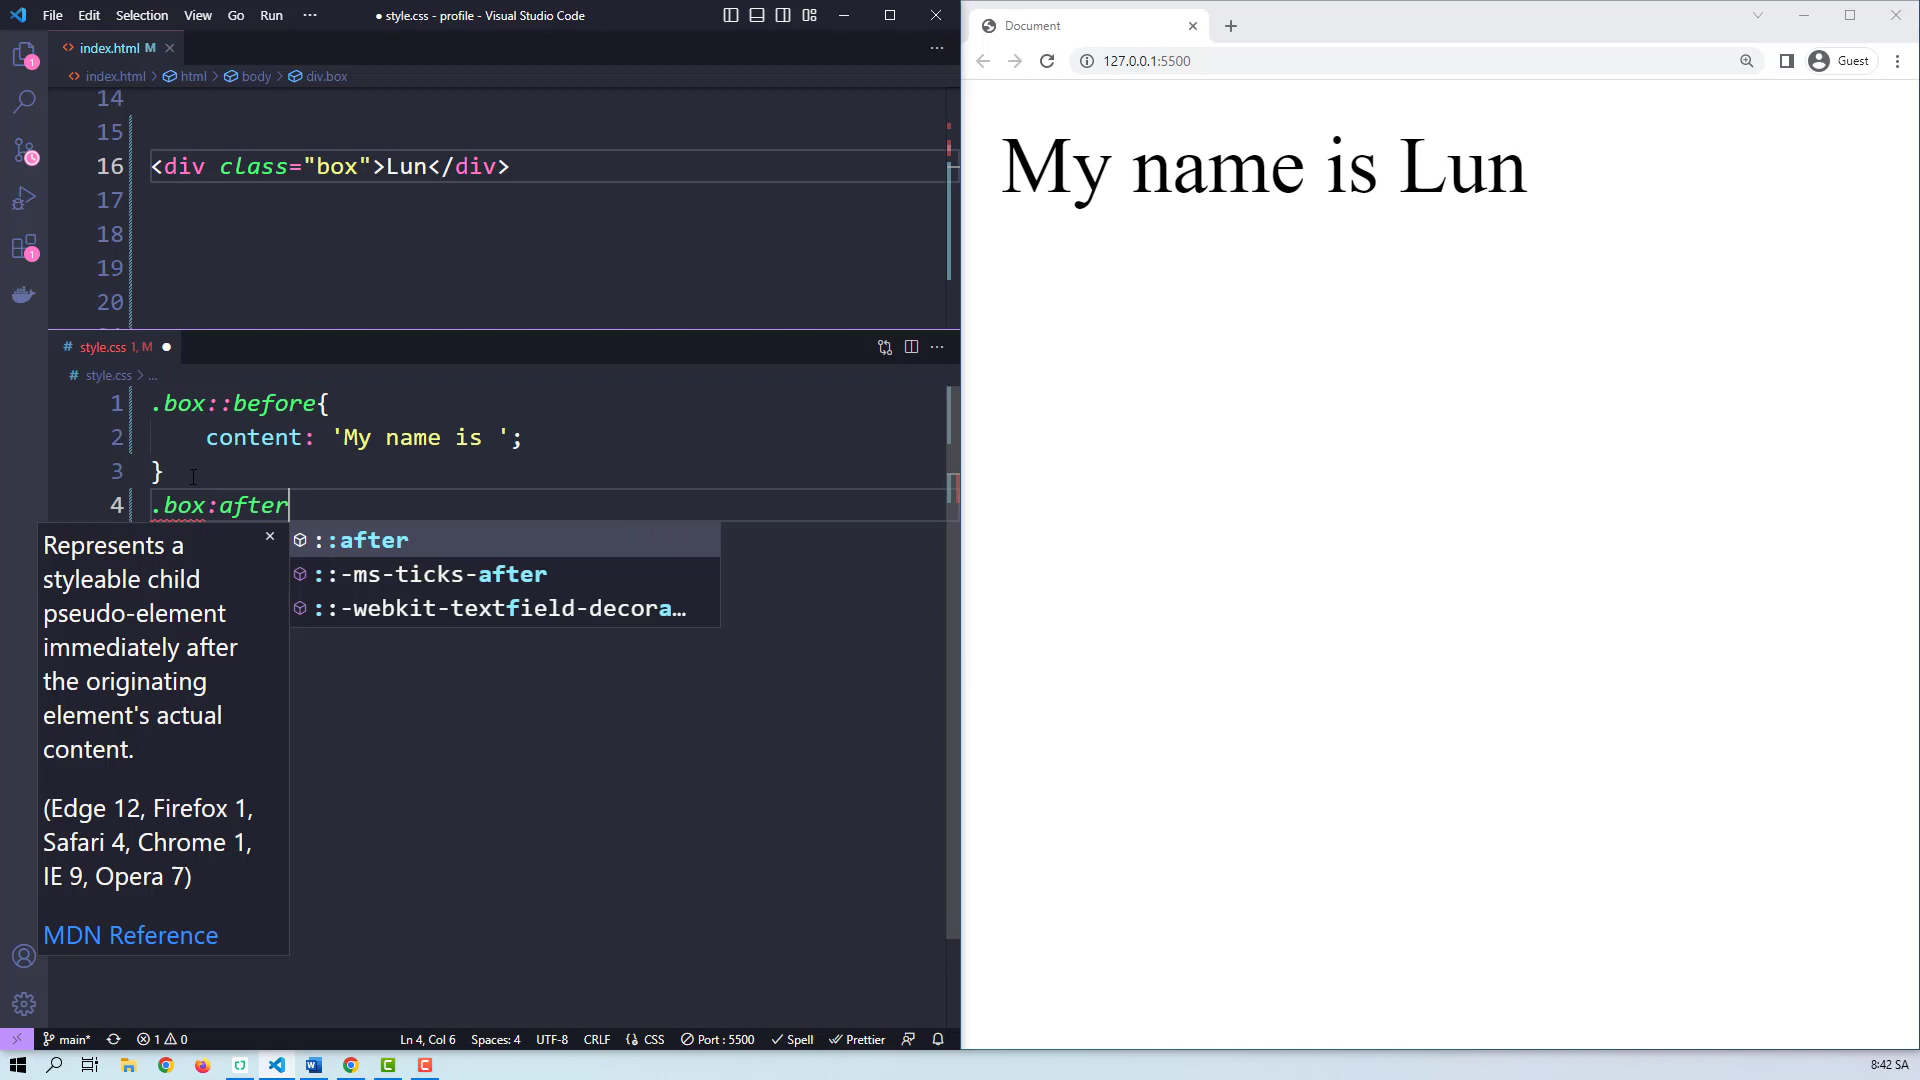 File Edit Selection View Go Run ··· ● style.css - profile - Visual Studio Code
<> index.html M ×
<> index.html > html > body > div.box
14
15
16 <div class="box">Lun</div>
17
18
19
20
# style.css 1, M ●
# style.css > ...
1 .box::before{
2 content: 'My name is ';
3 }
4 .box:after
Represents a
styleable child
pseudo-element
immediately after
the originating
element's actual
content.
(Edge 12, Firefox 1,
Safari 4, Chrome 1,
IE 9, Opera 7)
MDN Reference
::after
::-ms-ticks-after
::-webkit-textfield-decora...
main* 1 0 Ln 4, Col 6 Spaces: 4 UTF-8 CRLF CSS Port : 5500 Spell Prettier
Document
127.0.0.1:5500
Guest
My name is Lun
8:42 SA